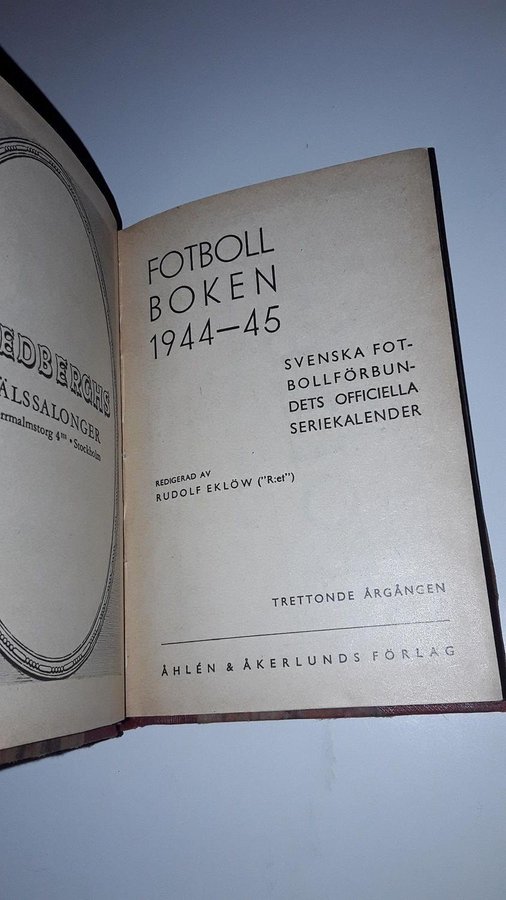 EDBERGHS
ÄLSSALONGER
rrmalmstorg 4 • Stockholm
FOTBOLL
BOKEN
1944—45
SVENSKA FOT-
BOLLFÖRBUN-
DETS OFFICIELLA
SERIEKALENDER
REDIGERAD AV
RUDOLF EKLÖW ("R:et")
TRETTONDE ÅRGÅNGEN
ÅHLÉN & ÅKERLUNDS FÖRLAG